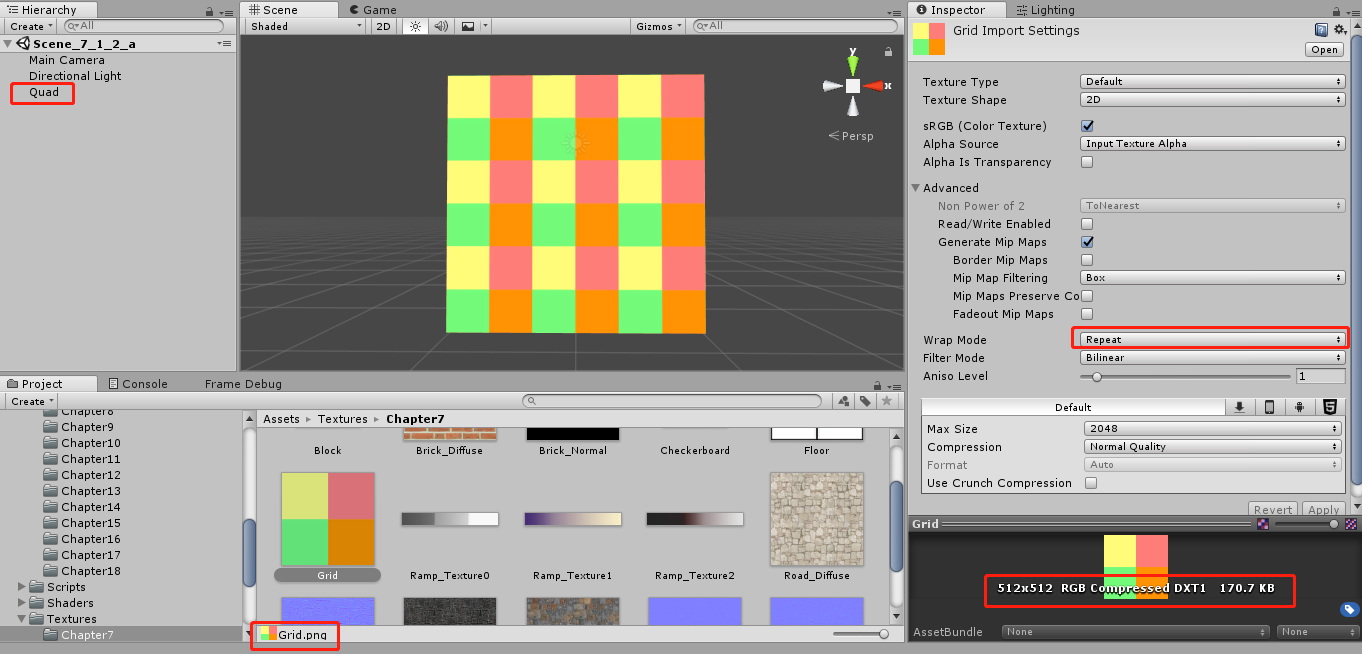 Hierarchy
Create
All
Scene_7_1_2_a
Main Camera
Directional Light
Quad
Scene
Game
Shaded
2D
Gizmos
All
y
x
Persp
Project
Console
Frame Debug
Create
Chapter8
Chapter9
Chapter10
Chapter11
Chapter12
Chapter13
Chapter14
Chapter15
Chapter16
Chapter17
Chapter18
Scripts
Shaders
Textures
Chapter7
Assets
Textures
Chapter7
Block
Brick_Diffuse
Brick_Normal
Checkerboard
Floor
Grid
Ramp_Texture0
Ramp_Texture1
Ramp_Texture2
Road_Diffuse
Grid.png
Inspector
Lighting
Grid Import Settings
Open
Texture Type Default
Texture Shape 2D
sRGB (Color Texture)
Alpha Source Input Texture Alpha
Alpha Is Transparency
Advanced
Non Power of 2 ToNearest
Read/Write Enabled
Generate Mip Maps
Border Mip Maps
Mip Map Filtering Box
Mip Maps Preserve Co
Fadeout Mip Maps
Wrap Mode Repeat
Filter Mode Bilinear
Aniso Level 1
Default
Max Size 2048
Compression Normal Quality
Format Auto
Use Crunch Compression
Revert Apply
Grid
512x512 RGB Compressed DXT1 170.7 KB
AssetBundle None None